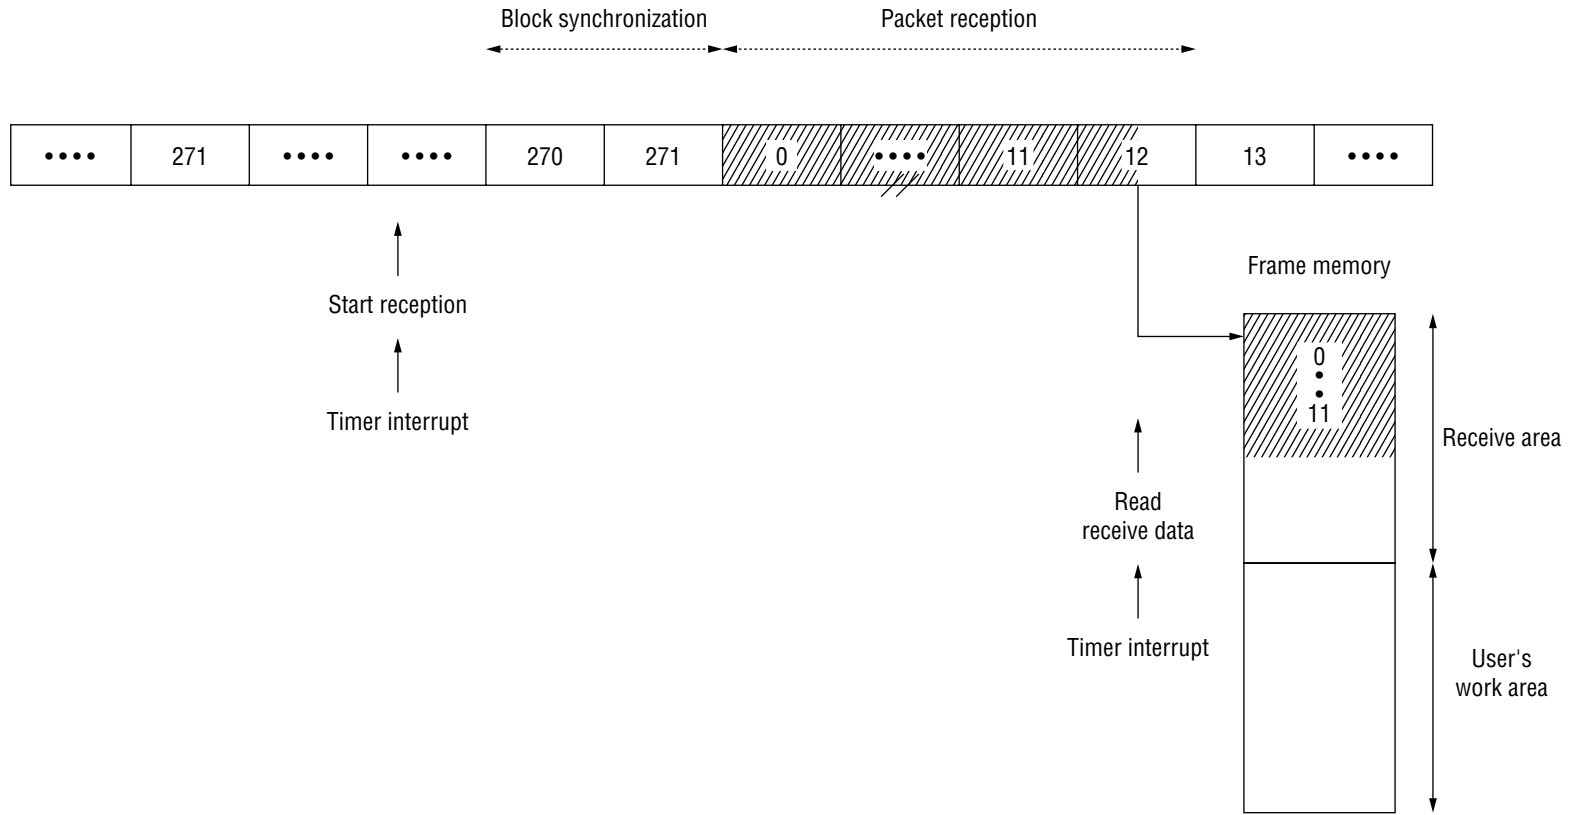 Block synchronization
Packet reception
•••• 271 •••• •••• 270 271 0 •••• 11 12 13 ••••
Start reception
Timer interrupt
Frame memory
0
•
•
11
Receive area
Read
receive data
Timer interrupt
User's
work area